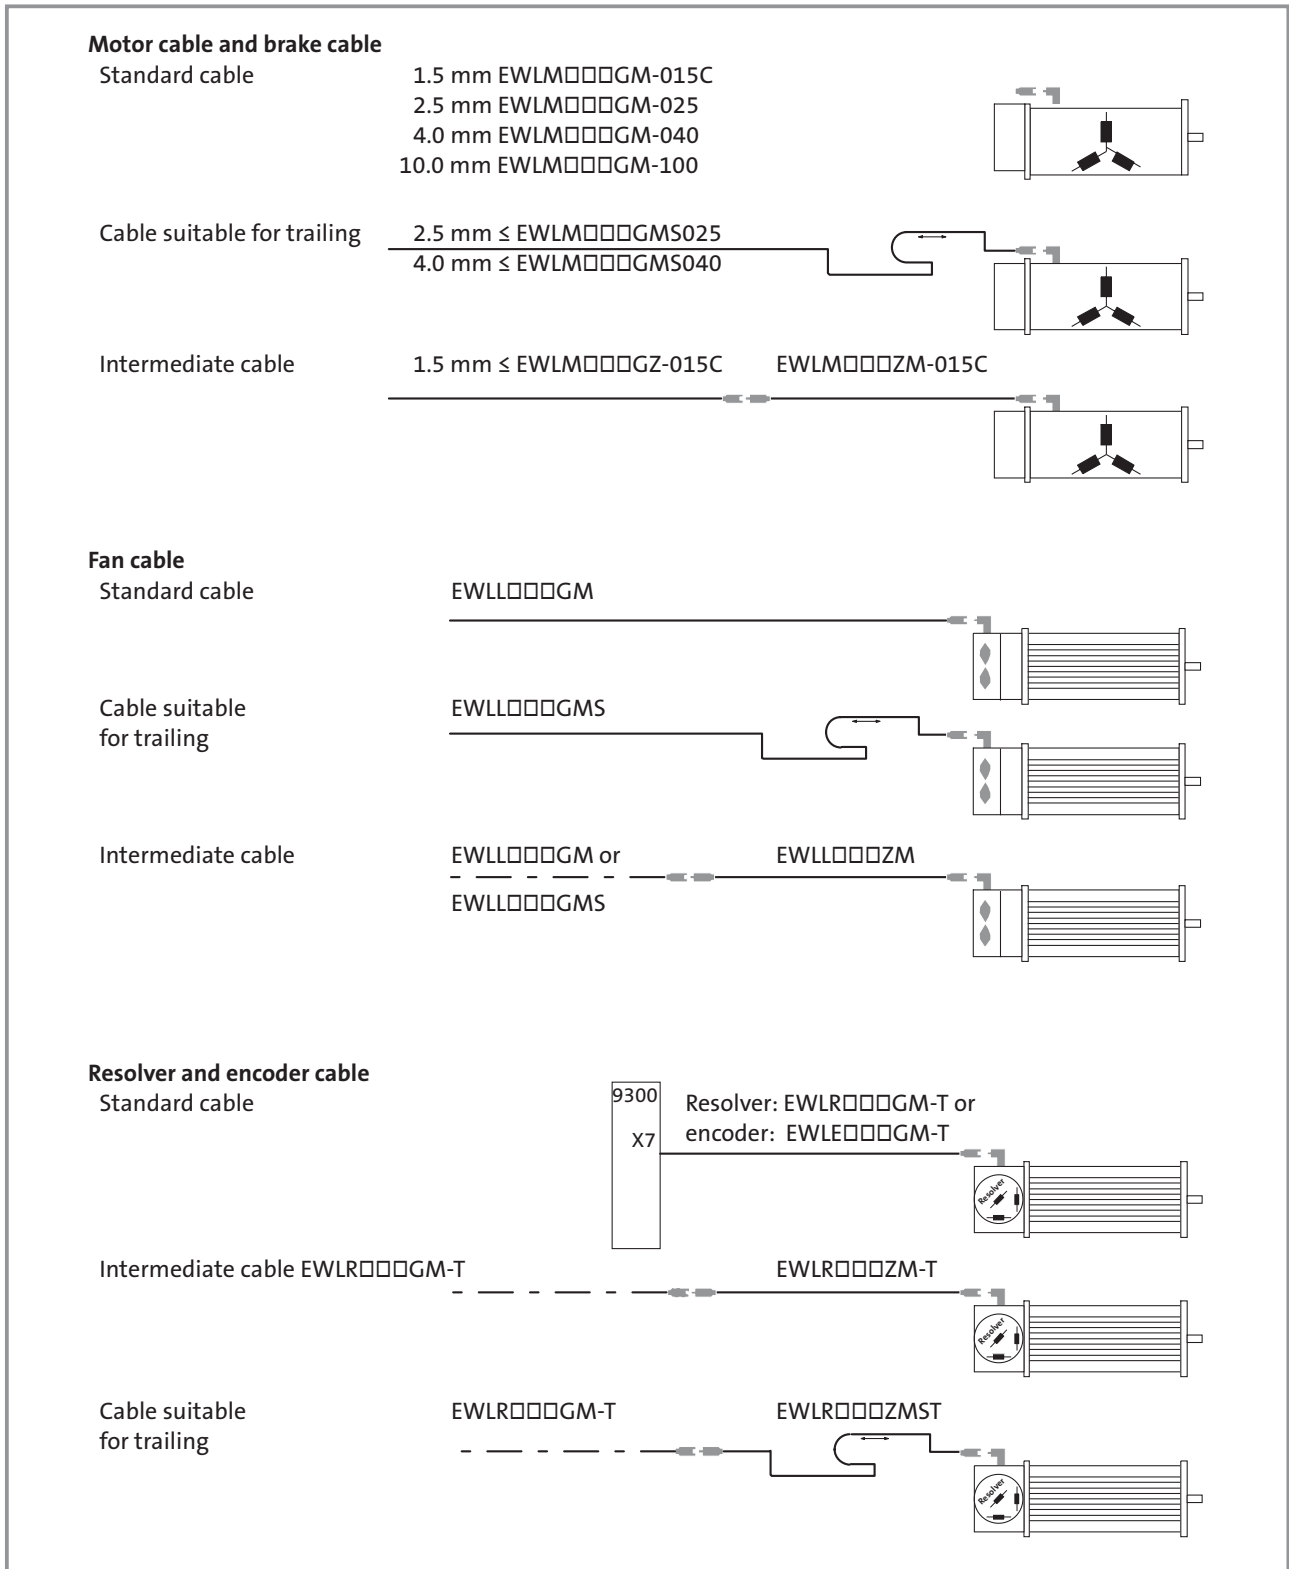 Motor cable and brake cable
Standard cable 1.5 mm EWLM□□□GM-015C
2.5 mm EWLM□□□GM-025
4.0 mm EWLM□□□GM-040
10.0 mm EWLM□□□GM-100
Cable suitable for trailing 2.5 mm ≤ EWLM□□□GMS025
4.0 mm ≤ EWLM□□□GMS040
Intermediate cable 1.5 mm ≤ EWLM□□□GZ-015C EWLM□□□ZM-015C
Fan cable
Standard cable EWLL□□□GM
Cable suitable EWLL□□□GMS
for trailing
Intermediate cable EWLL□□□GM or EWLL□□□ZM
EWLL□□□GMS
Resolver and encoder cable
Standard cable 9300 Resolver: EWLR□□□GM-T or
X7 encoder: EWLE□□□GM-T
Resolver
Intermediate cable EWLR□□□GM-T EWLR□□□ZM-T
Resolver
Cable suitable EWLR□□□GM-T EWLR□□□ZMST
for trailing
Resolver